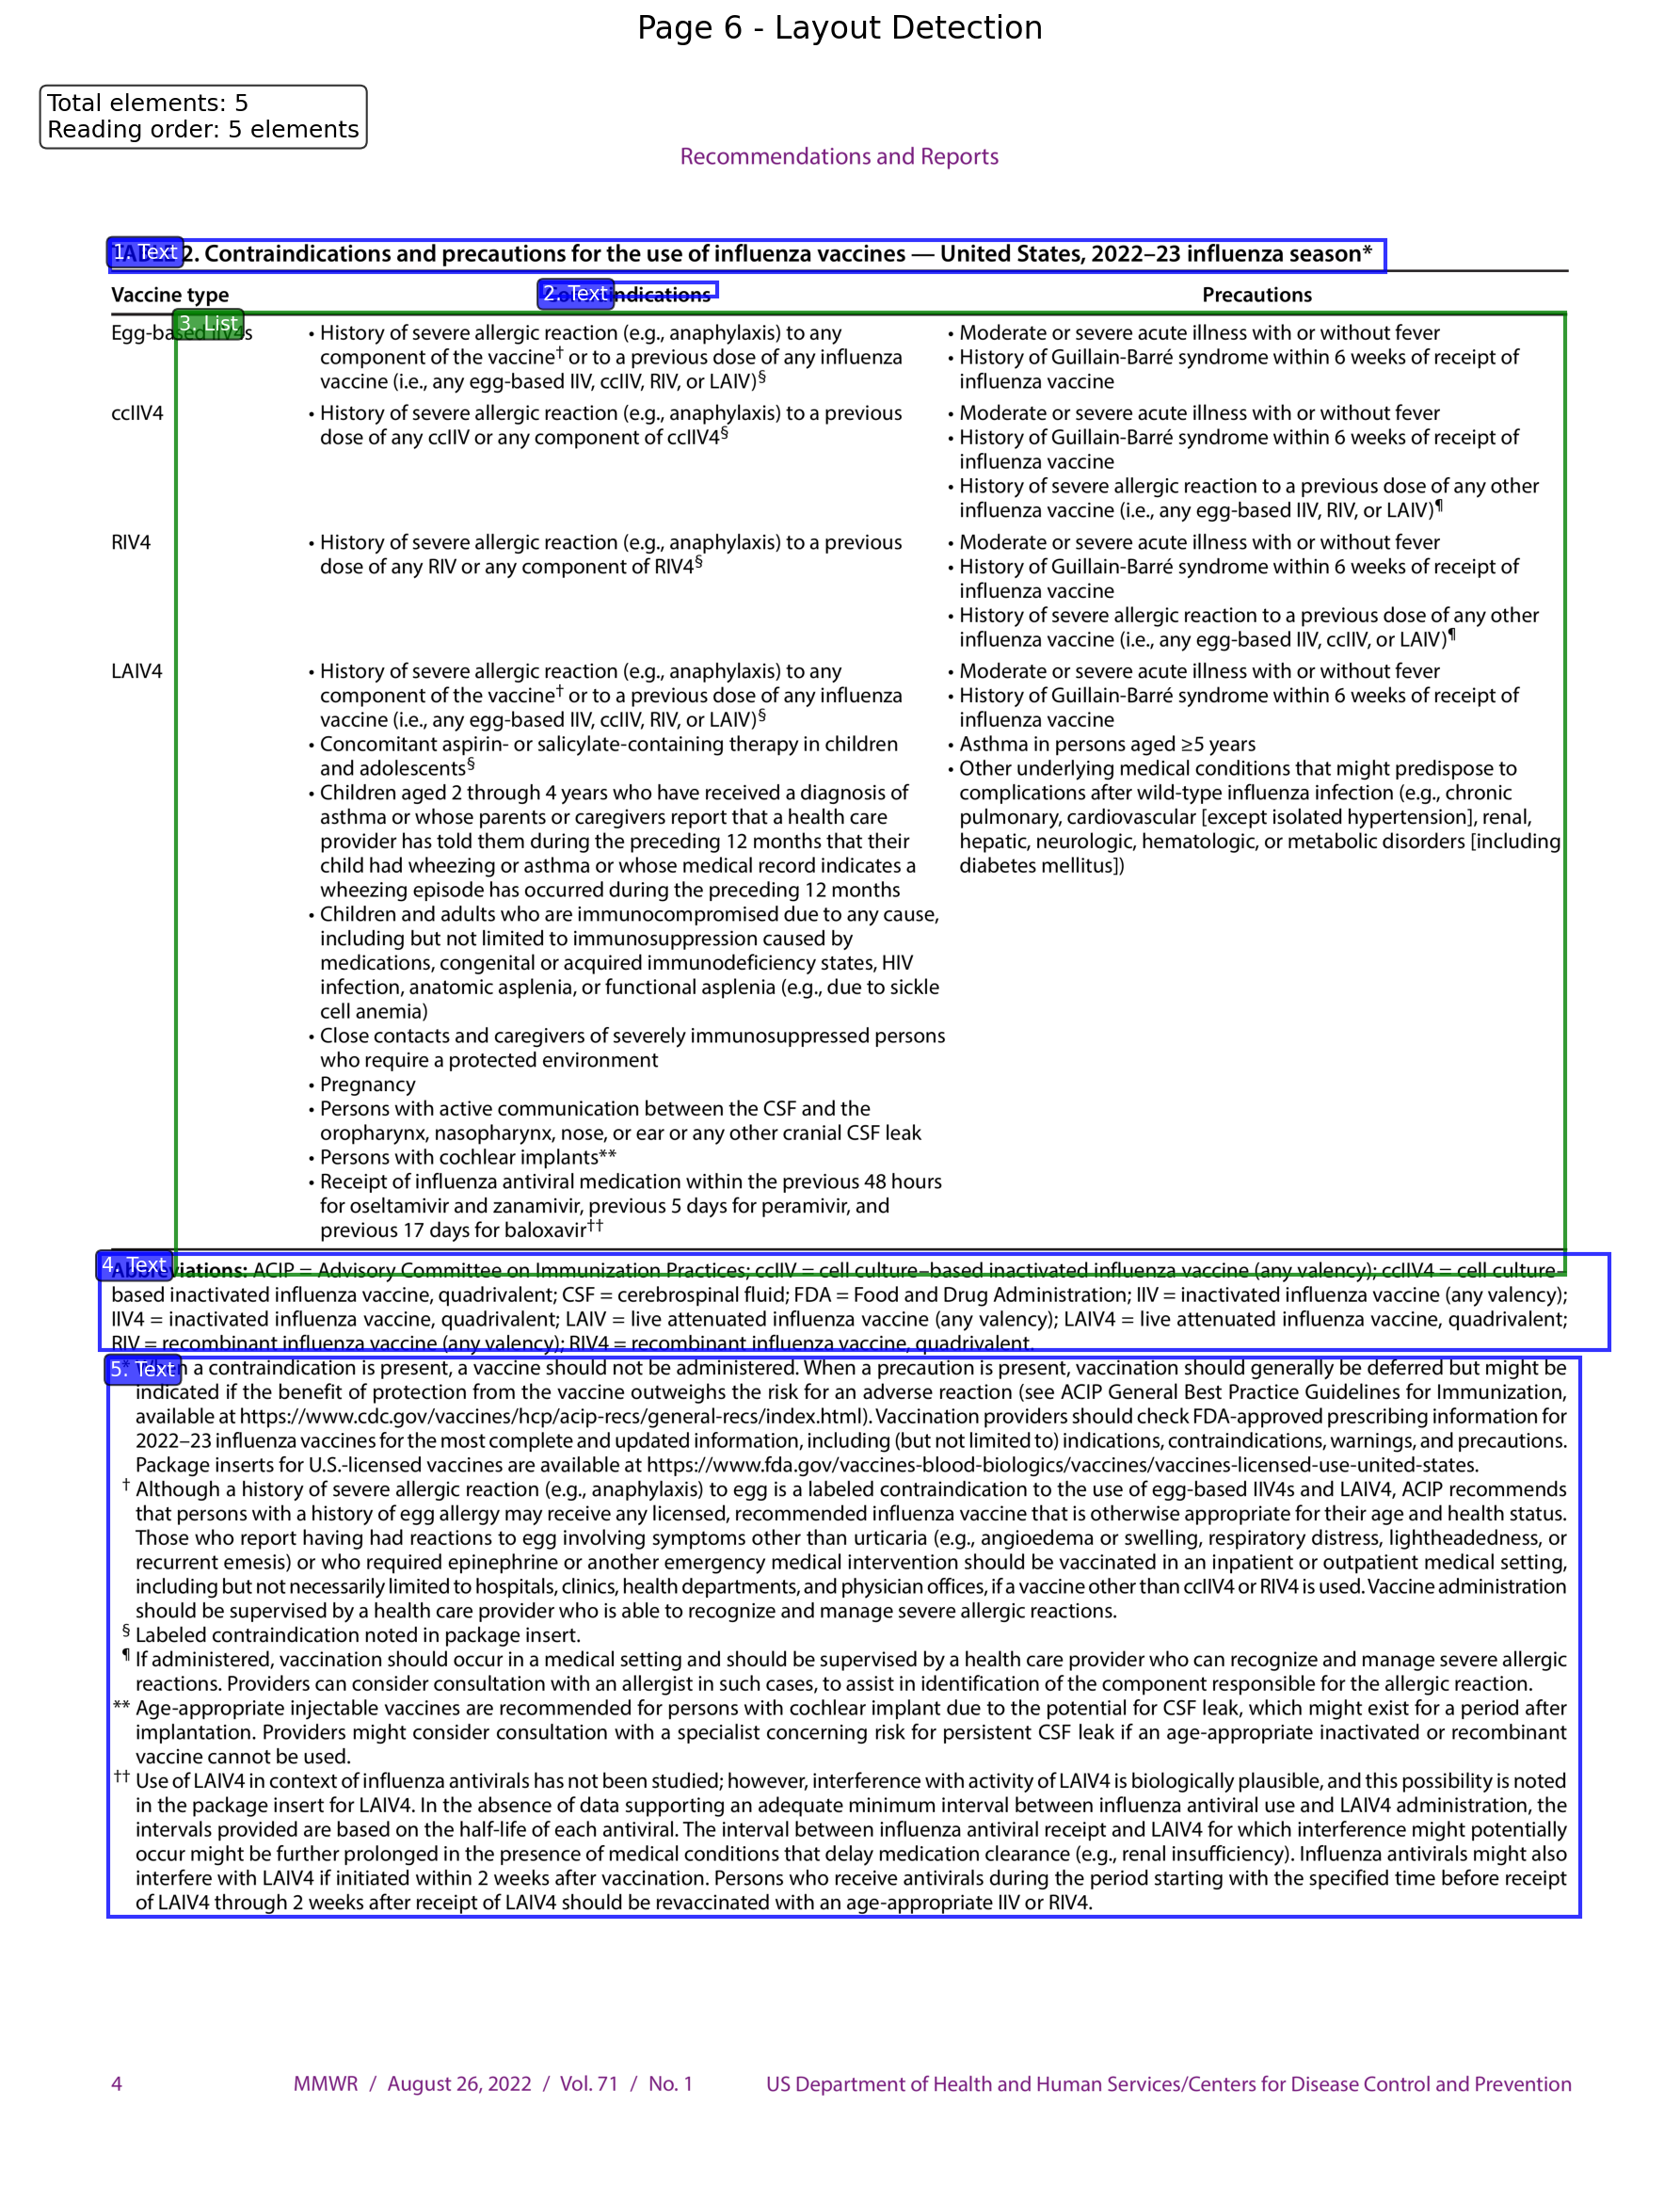 Page 6 - Layout Detection
Total elements: 5
Reading order: 5 elements
Recommendations and Reports
1. Text
2. Contraindications and precautions for the use of influenza vaccines — United States, 2022–23 influenza season*
Vaccine type
2. Text
Precautions
3. List
Egg-based IIV4s
• History of severe allergic reaction (e.g., anaphylaxis) to any
component of the vaccine† or to a previous dose of any influenza
vaccine (i.e., any egg-based IIV, ccIIV, RIV, or LAIV)§
• Moderate or severe acute illness with or without fever
• History of Guillain-Barré syndrome within 6 weeks of receipt of
influenza vaccine
ccIIV4
• History of severe allergic reaction (e.g., anaphylaxis) to a previous
dose of any ccIIV or any component of ccIIV4§
• Moderate or severe acute illness with or without fever
• History of Guillain-Barré syndrome within 6 weeks of receipt of
influenza vaccine
• History of severe allergic reaction to a previous dose of any other
influenza vaccine (i.e., any egg-based IIV, RIV, or LAIV)¶
RIV4
• History of severe allergic reaction (e.g., anaphylaxis) to a previous
dose of any RIV or any component of RIV4§
• Moderate or severe acute illness with or without fever
• History of Guillain-Barré syndrome within 6 weeks of receipt of
influenza vaccine
• History of severe allergic reaction to a previous dose of any other
influenza vaccine (i.e., any egg-based IIV, ccIIV, or LAIV)¶
LAIV4
• History of severe allergic reaction (e.g., anaphylaxis) to any
component of the vaccine† or to a previous dose of any influenza
vaccine (i.e., any egg-based IIV, ccIIV, RIV, or LAIV)§
• Concomitant aspirin- or salicylate-containing therapy in children
and adolescents§
• Children aged 2 through 4 years who have received a diagnosis of
asthma or whose parents or caregivers report that a health care
provider has told them during the preceding 12 months that their
child had wheezing or asthma or whose medical record indicates a
wheezing episode has occurred during the preceding 12 months
• Children and adults who are immunocompromised due to any cause,
including but not limited to immunosuppression caused by
medications, congenital or acquired immunodeficiency states, HIV
infection, anatomic asplenia, or functional asplenia (e.g., due to sickle
cell anemia)
• Close contacts and caregivers of severely immunosuppressed persons
who require a protected environment
• Pregnancy
• Persons with active communication between the CSF and the
oropharynx, nasopharynx, nose, or ear or any other cranial CSF leak
• Persons with cochlear implants**
• Receipt of influenza antiviral medication within the previous 48 hours
for oseltamivir and zanamivir, previous 5 days for peramivir, and
previous 17 days for baloxavir††
• Moderate or severe acute illness with or without fever
• History of Guillain-Barré syndrome within 6 weeks of receipt of
influenza vaccine
• Asthma in persons aged ≥5 years
• Other underlying medical conditions that might predispose to
complications after wild-type influenza infection (e.g., chronic
pulmonary, cardiovascular [except isolated hypertension], renal,
hepatic, neurologic, hematologic, or metabolic disorders [including
diabetes mellitus])
4. Text
Abbreviations: ACIP = Advisory Committee on Immunization Practices; ccIIV = cell culture–based inactivated influenza vaccine (any valency); ccIIV4 = cell culture–
based inactivated influenza vaccine, quadrivalent; CSF = cerebrospinal fluid; FDA = Food and Drug Administration; IIV = inactivated influenza vaccine (any valency);
IIV4 = inactivated influenza vaccine, quadrivalent; LAIV = live attenuated influenza vaccine (any valency); LAIV4 = live attenuated influenza vaccine, quadrivalent;
RIV = recombinant influenza vaccine (any valency); RIV4 = recombinant influenza vaccine, quadrivalent.
5. Text
a contraindication is present, a vaccine should not be administered. When a precaution is present, vaccination should generally be deferred but might be
indicated if the benefit of protection from the vaccine outweighs the risk for an adverse reaction (see ACIP General Best Practice Guidelines for Immunization,
available at https://www.cdc.gov/vaccines/hcp/acip-recs/general-recs/index.html). Vaccination providers should check FDA-approved prescribing information for
2022–23 influenza vaccines for the most complete and updated information, including (but not limited to) indications, contraindications, warnings, and precautions.
Package inserts for U.S.-licensed vaccines are available at https://www.fda.gov/vaccines-blood-biologics/vaccines/vaccines-licensed-use-united-states.
† Although a history of severe allergic reaction (e.g., anaphylaxis) to egg is a labeled contraindication to the use of egg-based IIV4s and LAIV4, ACIP recommends
that persons with a history of egg allergy may receive any licensed, recommended influenza vaccine that is otherwise appropriate for their age and health status.
Those who report having had reactions to egg involving symptoms other than urticaria (e.g., angioedema or swelling, respiratory distress, lightheadedness, or
recurrent emesis) or who required epinephrine or another emergency medical intervention should be vaccinated in an inpatient or outpatient medical setting,
including but not necessarily limited to hospitals, clinics, health departments, and physician offices, if a vaccine other than ccIIV4 or RIV4 is used. Vaccine administration
should be supervised by a health care provider who is able to recognize and manage severe allergic reactions.
§ Labeled contraindication noted in package insert.
¶ If administered, vaccination should occur in a medical setting and should be supervised by a health care provider who can recognize and manage severe allergic
reactions. Providers can consider consultation with an allergist in such cases, to assist in identification of the component responsible for the allergic reaction.
** Age-appropriate injectable vaccines are recommended for persons with cochlear implant due to the potential for CSF leak, which might exist for a period after
implantation. Providers might consider consultation with a specialist concerning risk for persistent CSF leak if an age-appropriate inactivated or recombinant
vaccine cannot be used.
†† Use of LAIV4 in context of influenza antivirals has not been studied; however, interference with activity of LAIV4 is biologically plausible, and this possibility is noted
in the package insert for LAIV4. In the absence of data supporting an adequate minimum interval between influenza antiviral use and LAIV4 administration, the
intervals provided are based on the half-life of each antiviral. The interval between influenza antiviral receipt and LAIV4 for which interference might potentially
occur might be further prolonged in the presence of medical conditions that delay medication clearance (e.g., renal insufficiency). Influenza antivirals might also
interfere with LAIV4 if initiated within 2 weeks after vaccination. Persons who receive antivirals during the period starting with the specified time before receipt
of LAIV4 through 2 weeks after receipt of LAIV4 should be revaccinated with an age-appropriate IIV or RIV4.
4 MMWR / August 26, 2022 / Vol. 71 / No. 1 US Department of Health and Human Services/Centers for Disease Control and Prevention